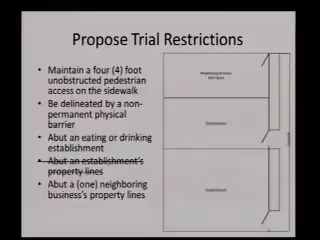 Propose Trial Restrictions
• Maintain a four (4) foot
unobstructed pedestrian
access on the sidewalk
• Be delineated by a non-
permanent physical
barrier
• Abut an eating or drinking
establishment
• Abut an establishment's
property lines
• Abut a (one) neighboring
business's property lines
Neighboring Business
Establishment
Establishment